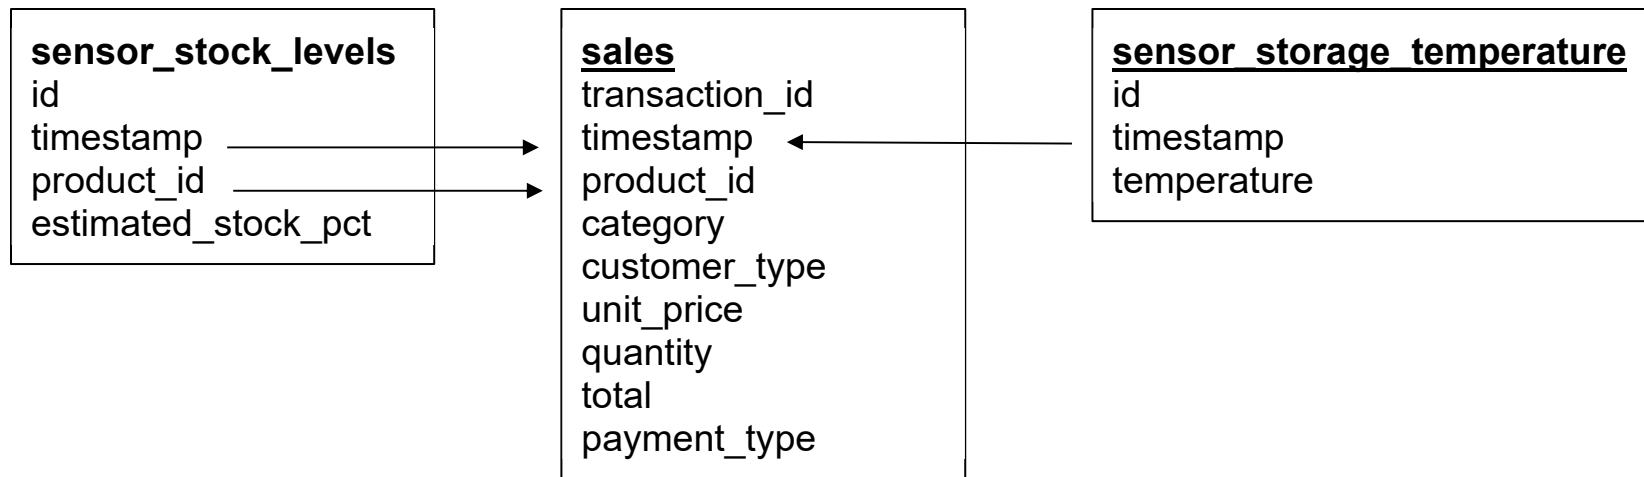 sensor_stock_levels
id
timestamp
product_id
estimated_stock_pct
sales
transaction_id
timestamp
product_id
category
customer_type
unit_price
quantity
total
payment_type
sensor_storage_temperature
id
timestamp
temperature